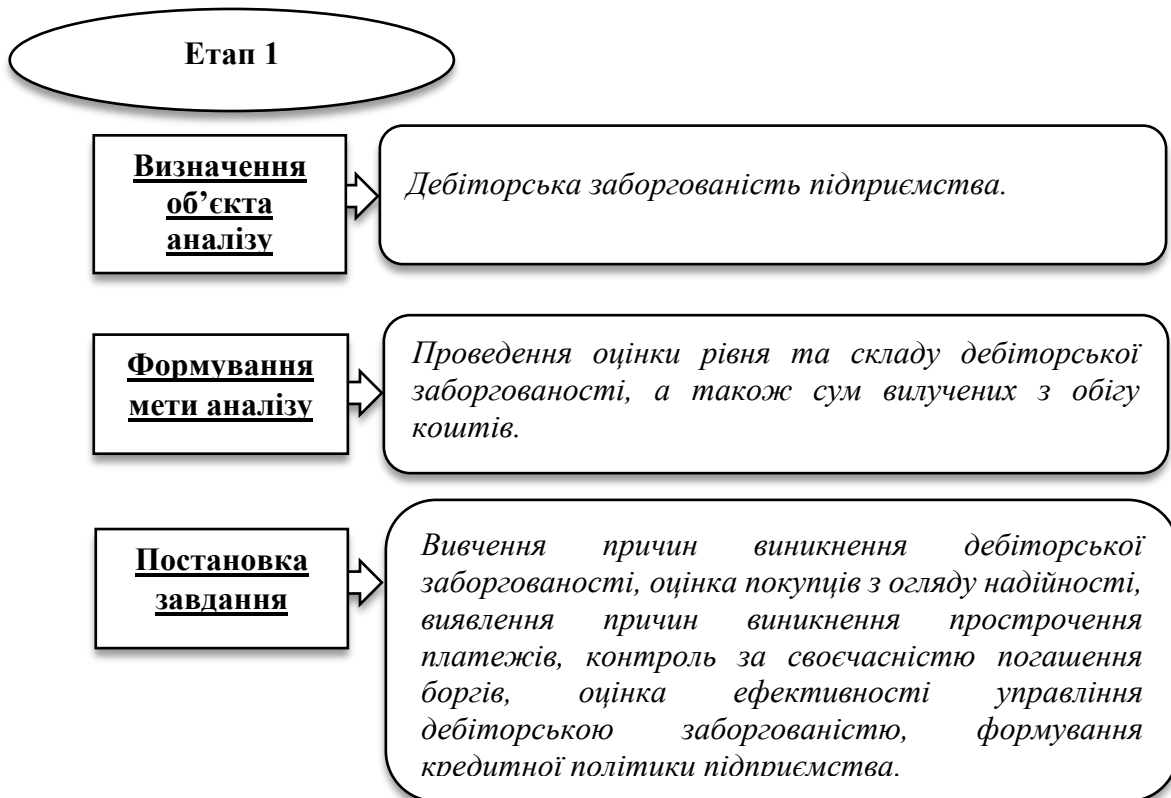 Етап 1
Визначення
об’єкта
аналізу
Дебіторська заборгованість підприємства.
Формування
мети аналізу
Проведення оцінки рівня та складу дебіторської
заборгованості, а також сум вилучених з обігу
коштів.
Постановка
завдання
Вивчення причин виникнення дебіторської
заборгованості, оцінка покупців з огляду надійності,
виявлення причин виникнення прострочення
платежів, контроль за своєчасністю погашення
боргів, оцінка ефективності управління
дебіторською заборгованістю, формування
кредитної політики підприємства.